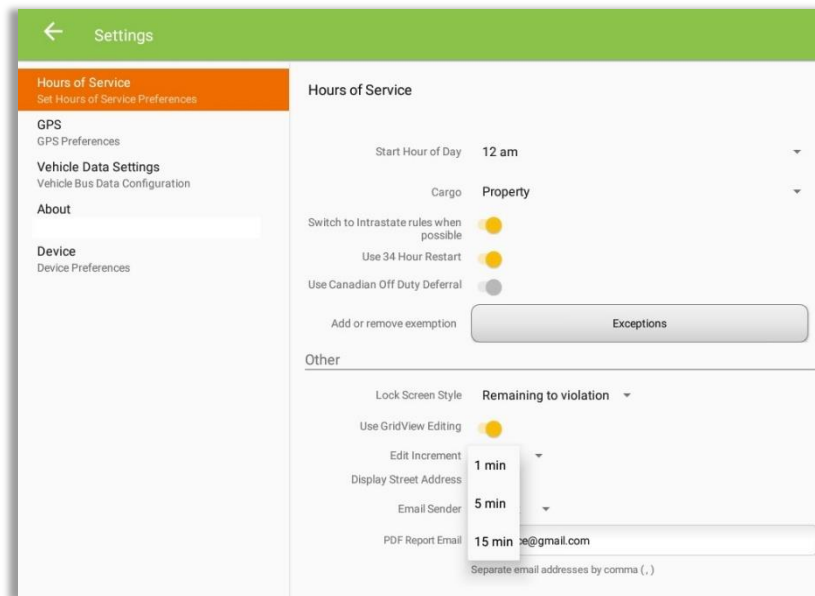 Settings
Hours of Service
Set Hours of Service Preferences
GPS
GPS Preferences
Vehicle Data Settings
Vehicle Bus Data Configuration
About
Device
Device Preferences
Hours of Service
Start Hour of Day 12 am
Cargo Property
Switch to Intrastate rules when
possible
Use 34 Hour Restart
Use Canadian Off Duty Deferral
Add or remove exemption Exceptions
Other
Lock Screen Style Remaining to violation
Use GridView Editing
Edit Increment
1 min
Display Street Address
Email Sender 5 min
PDF Report Email 15 min @gmail.com
Separate email addresses by comma ( , )